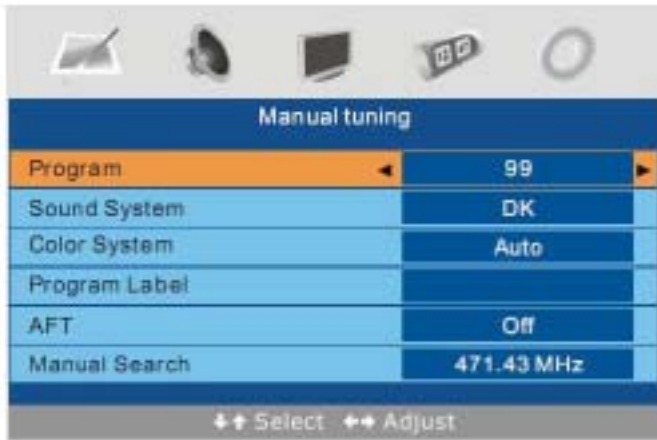 Manual tuning
Program 99
Sound System DK
Color System Auto
Program Label
AFT Off
Manual Search 471.43 MHz
Select Adjust